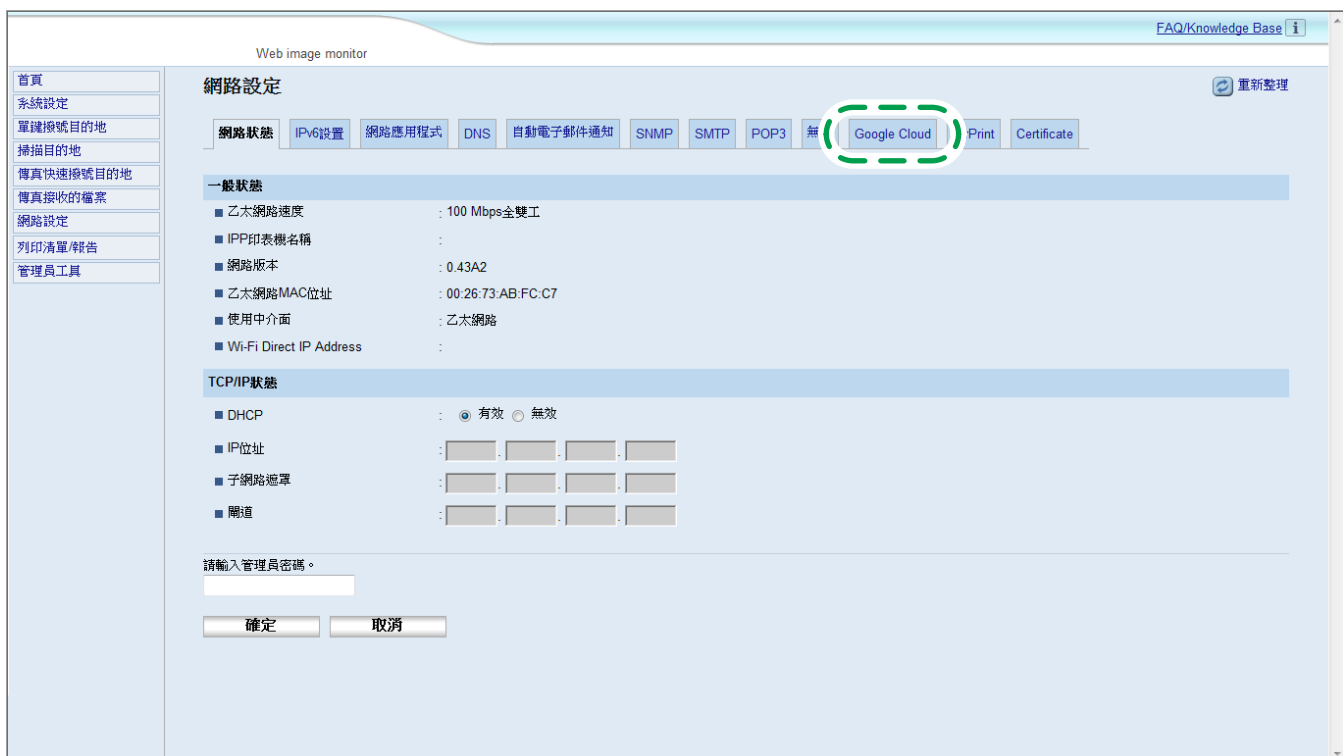 FAQ/Knowledge Base i
Web image monitor
首頁
系統設定
單鍵撥號目的地
掃描目的地
傳真快速撥號目的地
傳真接收的檔案
網路設定
列印清單/報告
管理員工具
網路設定
重新整理
網路狀態 IPv6設置 網路應用程式 DNS 自動電子郵件通知 SNMP SMTP POP3 無 Google Cloud Print Certificate
一般狀態
乙太網路速度 : 100 Mbps全雙工
IPP印表機名稱 :
網路版本 : 0.43A2
乙太網路MAC位址 : 00:26:73:AB:FC:C7
使用中介面 : 乙太網路
Wi-Fi Direct IP Address :
TCP/IP狀態
DHCP : 有效 無效
IP位址 : . . .
子網路遮罩 : . . .
閘道 : . . .
請輸入管理員密碼。
確定 取消